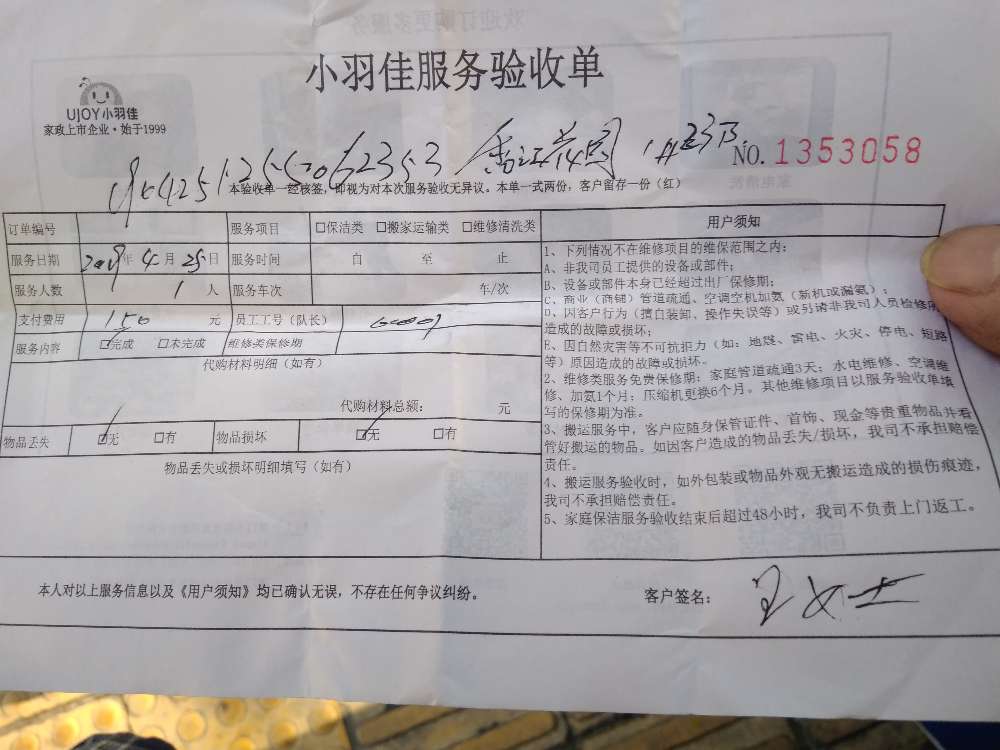 小羽佳服务验收单
UJOY小羽佳
家政上市企业·始于1999
NO. 1353058
本验收单一经核签，即视为对本次服务验收无异议。本单一式两份，客户留存一份（红）
订单编号 服务项目 □保洁类 □搬家运输类 □维修清洗类
服务日期 年 4月25日 服务时间 自 至 止
服务人数 1人 服务车次 车/次
支付费用 150 元 员工工号（队长）
服务内容 □完成 □未完成 维修类保修期
代购材料明细（如有）
代购材料总额： 元
物品丢失 □无 □有 物品损坏 □无 □有
物品丢失或损坏明细填写（如有）
用户须知
1、下列情况不在维修项目的维保范围之内：
A、非我司员工提供的设备或部件；
B、设备或部件本身已经超过出厂保修期；
C、商业（商铺）管道疏通、空调空机加氨（新机或漏氨）；
D、因客户行为（擅自装卸、操作失误等）或另请非我司人员检修所
造成的故障或损坏；
E、因自然灾害等不可抗拒力（如：地震、雷电、火灾、停电、短路
等）原因造成的故障或损坏。
2、维修类服务免费保修期：家庭管道疏通3天；水电维修、空调维
修、加氨1个月；压缩机更换6个月。其他维修项目以服务验收单填
写的保修期为准。
3、搬运服务中，客户应随身保管证件、首饰、现金等贵重物品并看
管好搬运的物品。如因客户造成的物品丢失/损坏，我司不承担赔偿
责任。
4、搬运服务验收时，如外包装或物品外观无搬运造成的损伤痕迹，
我司不承担赔偿责任。
5、家庭保洁服务验收结束后超过48小时，我司不负责上门返工。
本人对以上服务信息以及《用户须知》均已确认无误，不存在任何争议纠纷。
客户签名： 王女士